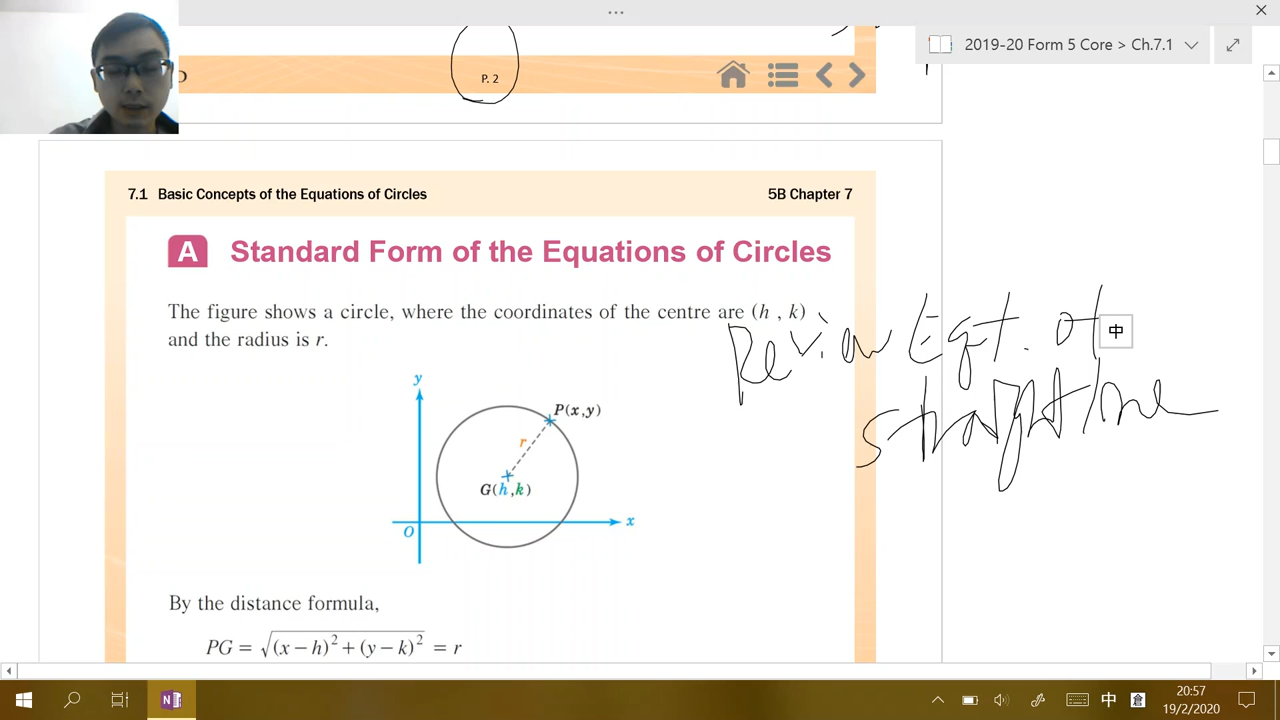 2019-20 Form 5 Core > Ch.7.1
P. 2
7.1 Basic Concepts of the Equations of Circles
5B Chapter 7
A Standard Form of the Equations of Circles
The figure shows a circle, where the coordinates of the centre are (h , k)
and the radius is r.
Review Eqt. of
straight line
中
y
P(x,y)
r
G(h,k)
O
x
By the distance formula,
PG = √(x − h)² + (y − k)² = r
N
中
倉
20:57
19/2/2020